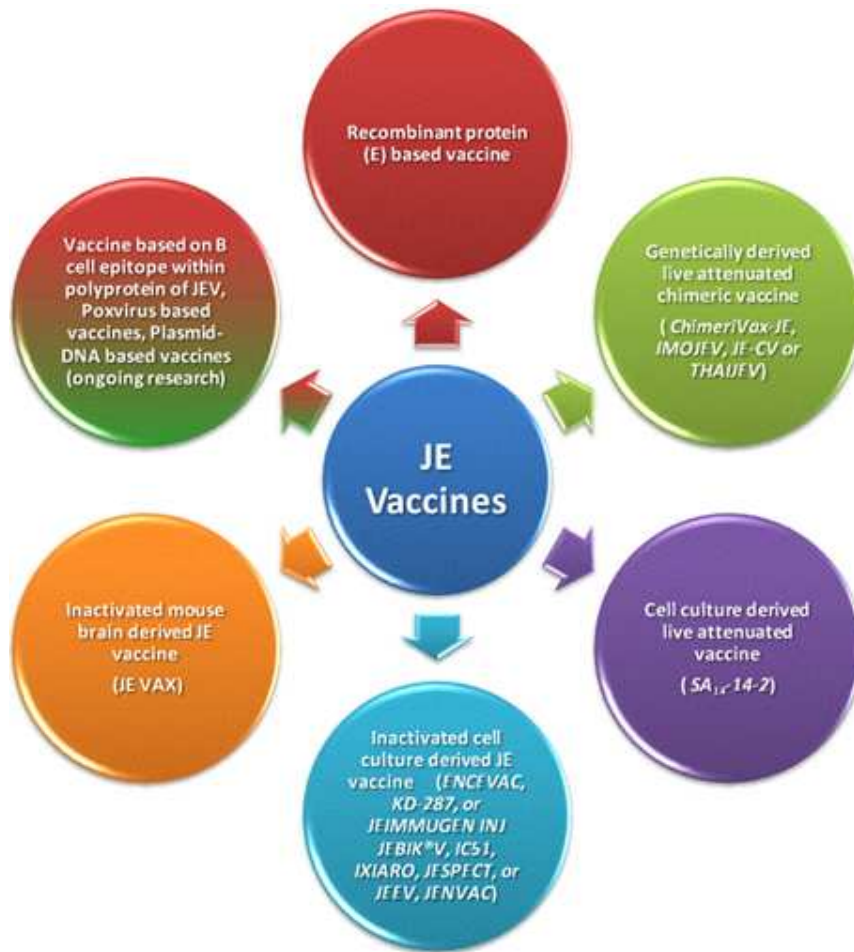 Recombinant protein
(E) based vaccine
Genetically derived
live attenuated
chimeric vaccine
( ChimeriVax-JE,
IMOJEV, JE-CV or
THAIJEV)
Cell culture derived
live attenuated
vaccine
( SA14-14-2)
Inactivated cell
culture derived JE
vaccine (ENCEVAC,
KD-287, or
JEIMMUGEN INJ
JEBIK®V, IC51,
IXIARO, JESPECT, or
JEEV, JENVAC)
Inactivated mouse
brain derived JE
vaccine
(JE VAX)
Vaccine based on B
cell epitope within
polyprotein of JEV,
Poxvirus based
vaccines, Plasmid-
DNA based vaccines
(ongoing research)
JE
Vaccines